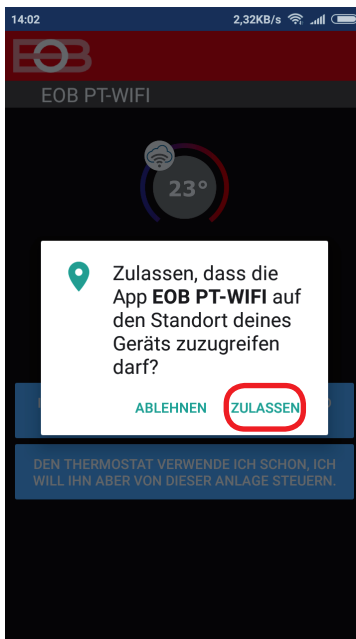 14:02 2,32KB/s
EOB
EOB PT-WIFI
23°
Zulassen, dass die
App EOB PT-WIFI auf
den Standort deines
Geräts zuzugreifen
darf?
ABLEHNEN ZULASSEN
DEN THERMOSTAT VERWENDE ICH SCHON, ICH
WILL IHN ABER VON DIESER ANLAGE STEUERN.